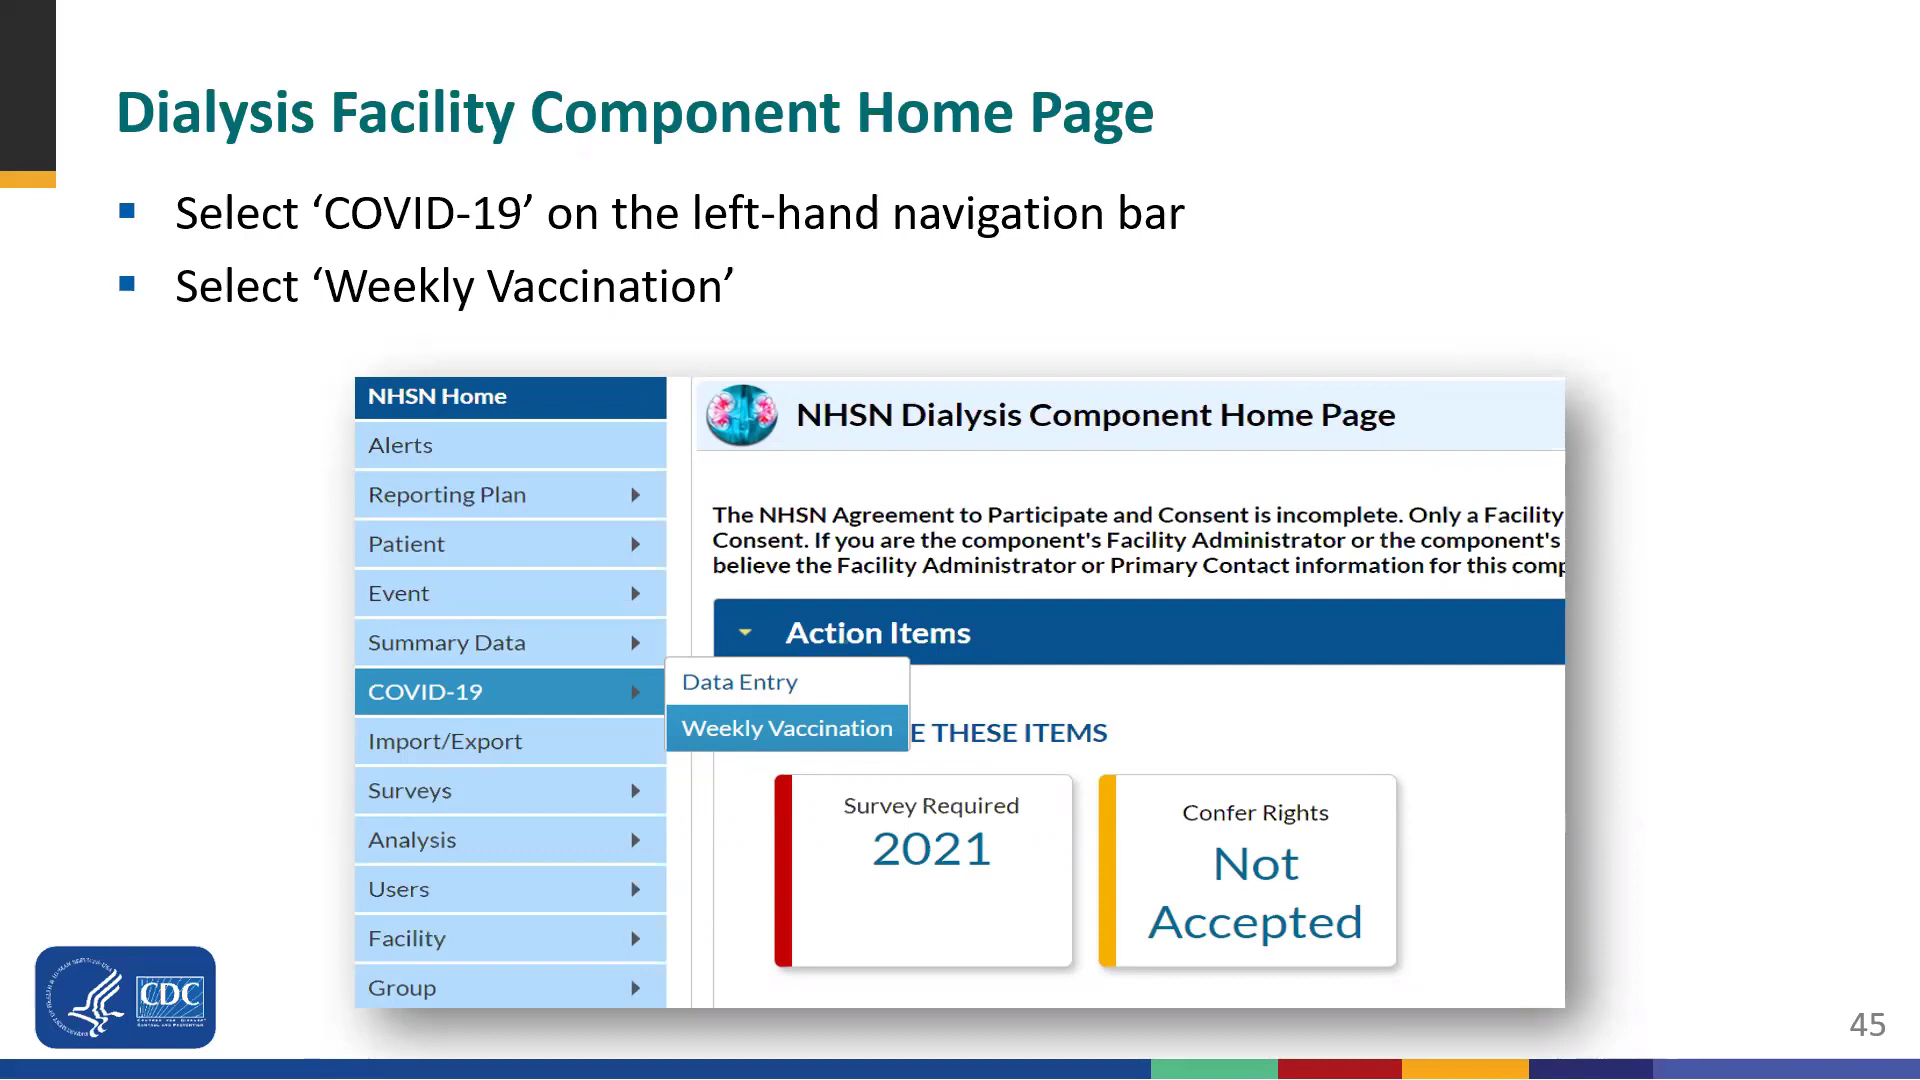 Dialysis Facility Component Home Page
▪ Select ‘COVID-19’ on the left-hand navigation bar
▪ Select ‘Weekly Vaccination’
NHSN Home
Alerts
Reporting Plan
Patient
Event
Summary Data
COVID-19
Import/Export
Surveys
Analysis
Users
Facility
Group
Data Entry
Weekly Vaccination
NHSN Dialysis Component Home Page
The NHSN Agreement to Participate and Consent is incomplete. Only a Facility
Consent. If you are the component's Facility Administrator or the component's
believe the Facility Administrator or Primary Contact information for this comp
Action Items
E THESE ITEMS
Survey Required
2021
Confer Rights
Not
Accepted
CDC
45